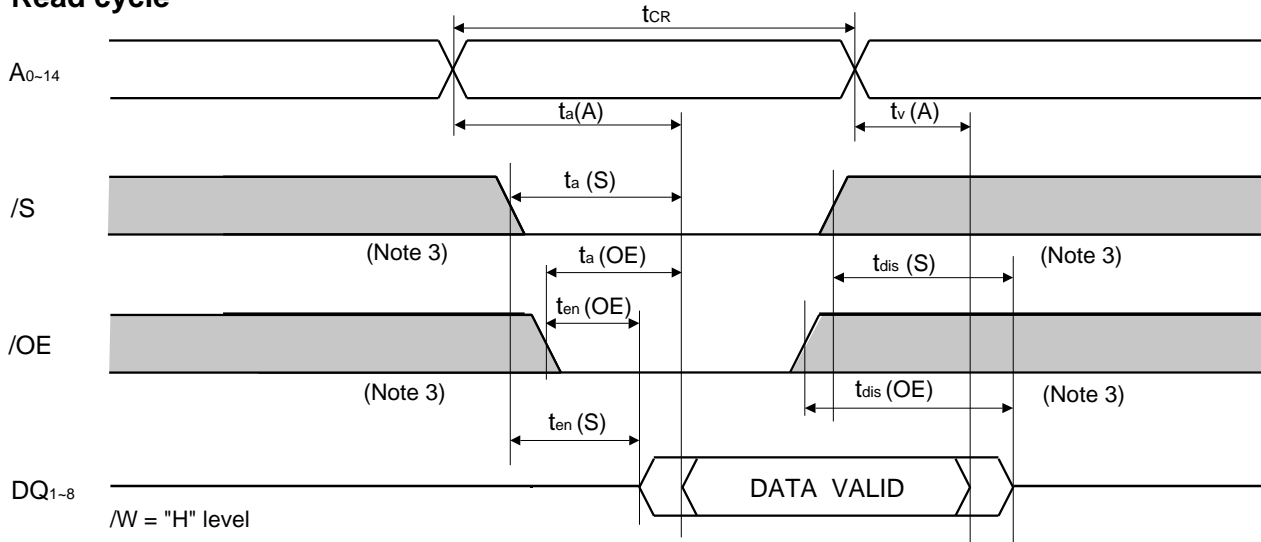 Read cycle
tCR
A0~14
ta(A)
tv (A)
/S
ta (S)
(Note 3)
ta (OE)
tdis (S)
(Note 3)
ten (OE)
/OE
(Note 3)
tdis (OE)
(Note 3)
ten (S)
DQ1~8
DATA VALID
/W = "H" level